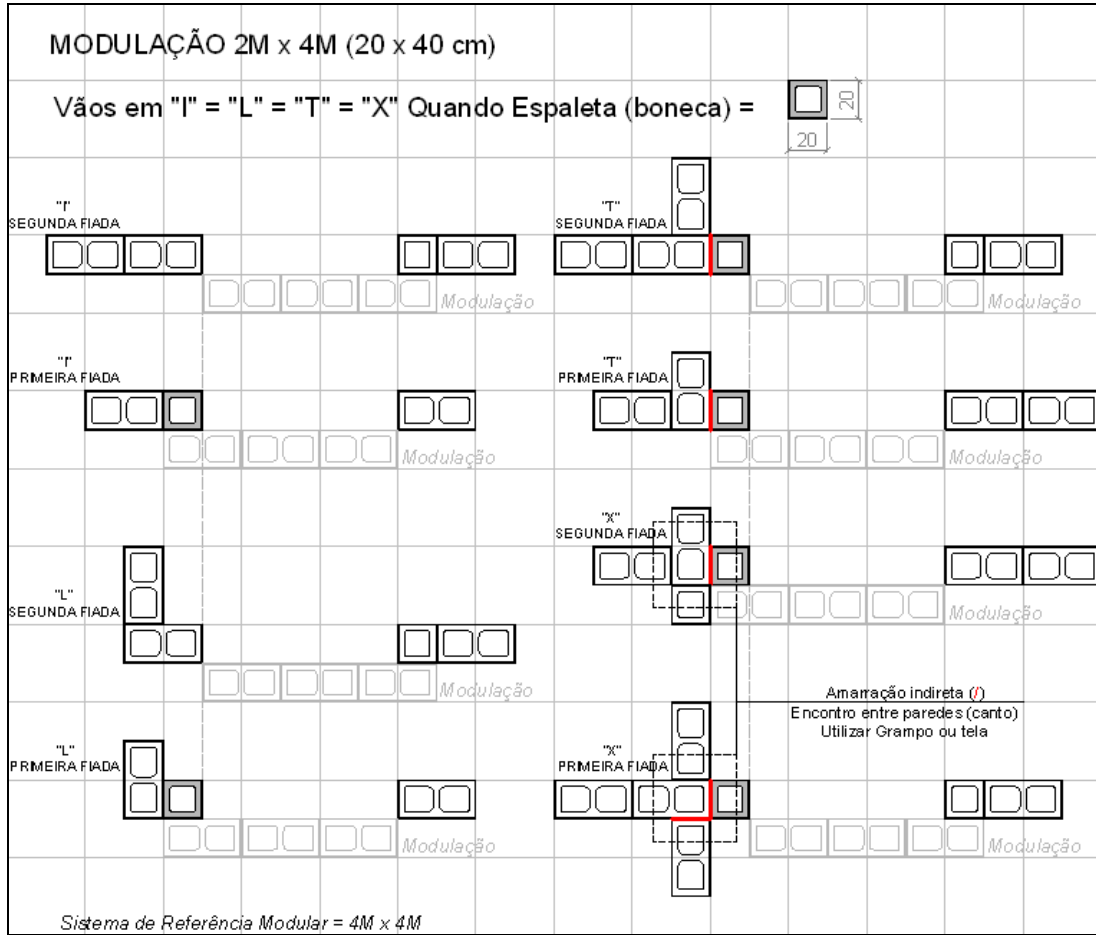 MODULAÇÃO 2M x 4M (20 x 40 cm)
Vãos em "I" = "L" = "T" = "X" Quando Espaleta (boneca) =
20
20
"I"
SEGUNDA FIADA
Modulação
"T"
SEGUNDA FIADA
Modulação
"I"
PRIMEIRA FIADA
Modulação
"T"
PRIMEIRA FIADA
Modulação
"L"
SEGUNDA FIADA
Modulação
"X"
SEGUNDA FIADA
Modulação
Amarração indireta (/)
Encontro entre paredes (canto)
Utilizar Grampo ou tela
"L"
PRIMEIRA FIADA
Modulação
"X"
PRIMEIRA FIADA
Modulação
Sistema de Referência Modular = 4M x 4M